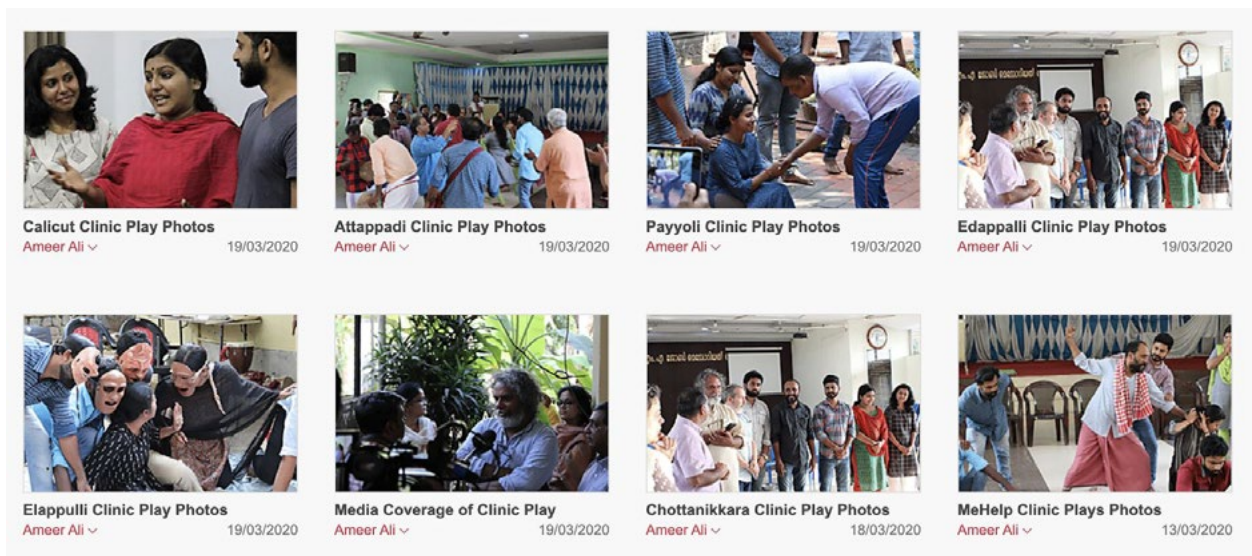 എം.എ ജോബി മെമ്മോറിയൽ
Calicut Clinic Play Photos
Ameer Ali
19/03/2020
Attappadi Clinic Play Photos
Ameer Ali
19/03/2020
Payyoli Clinic Play Photos
Ameer Ali
19/03/2020
Edappalli Clinic Play Photos
Ameer Ali
19/03/2020
Elappulli Clinic Play Photos
Ameer Ali
19/03/2020
Media Coverage of Clinic Play
Ameer Ali
19/03/2020
Chottanikkara Clinic Play Photos
Ameer Ali
18/03/2020
MeHelp Clinic Plays Photos
Ameer Ali
13/03/2020